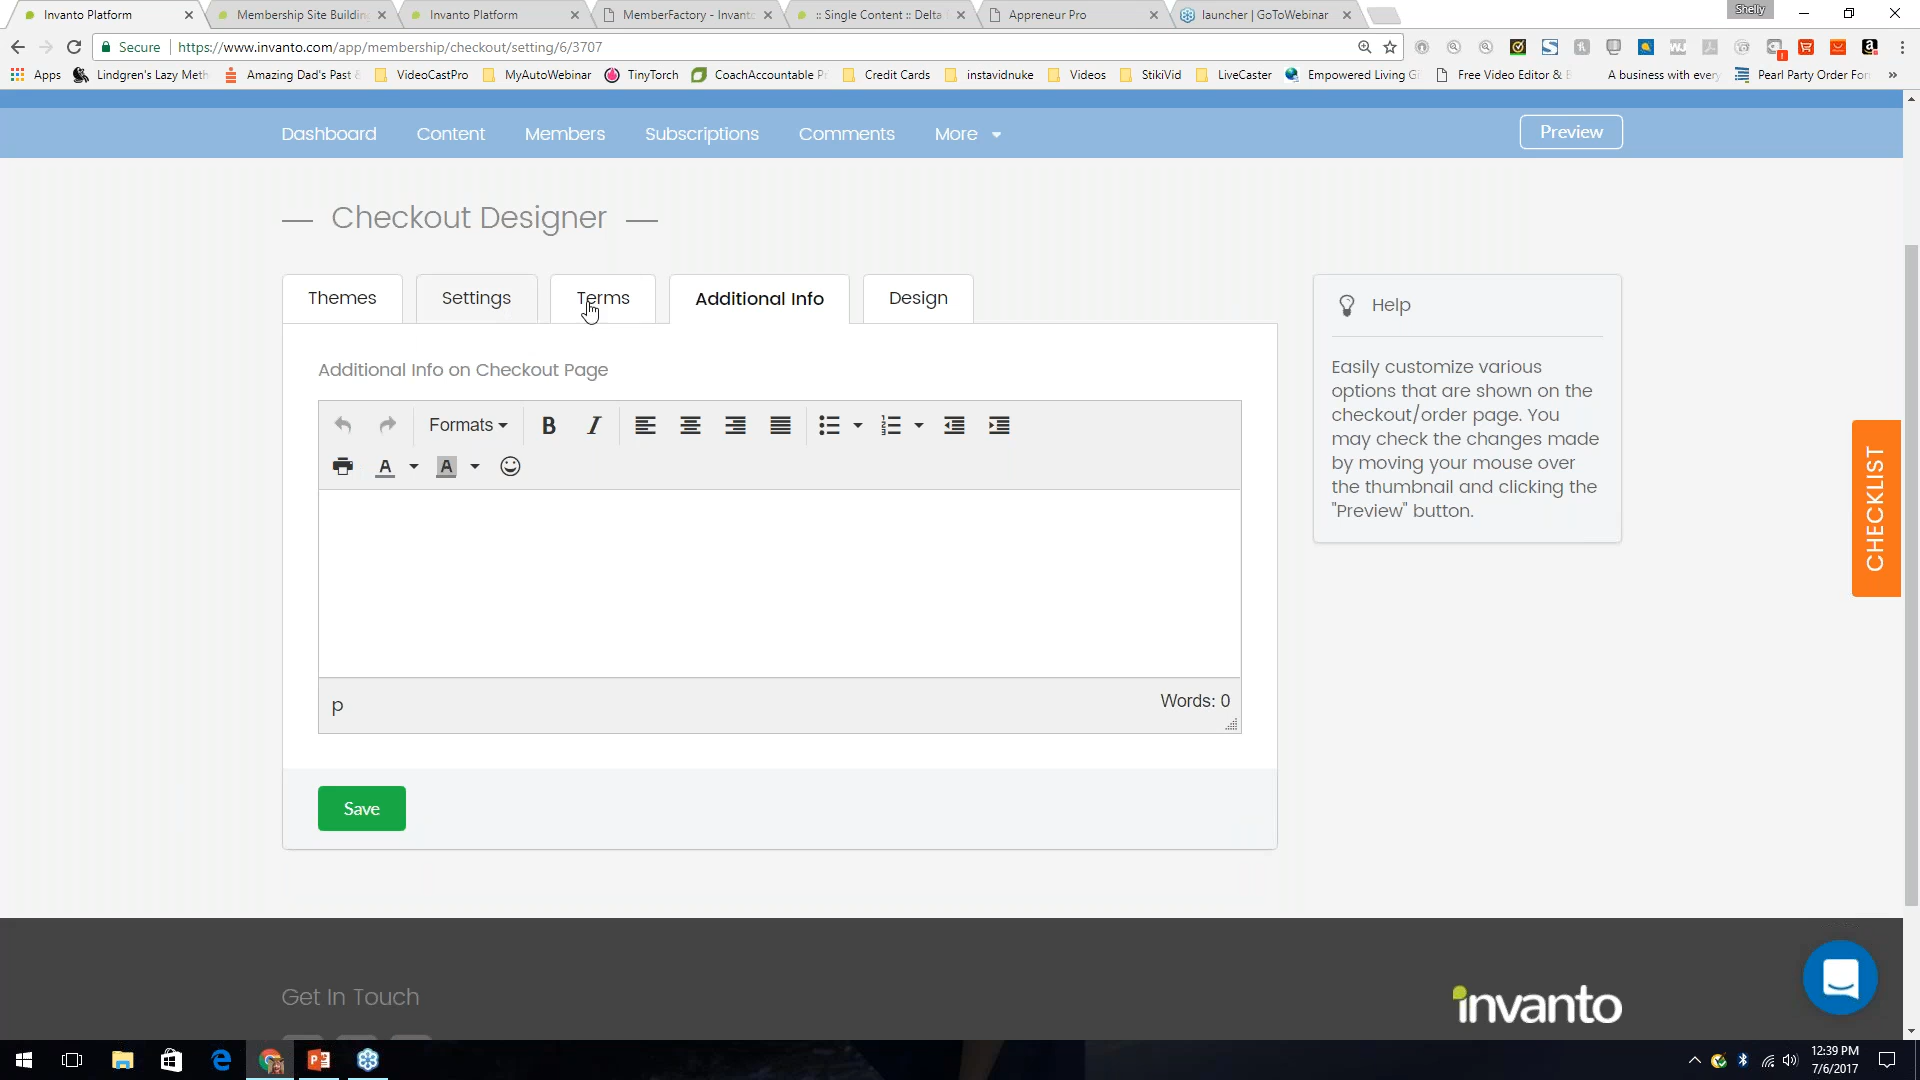 Invanto Platform
Membership Site Buildin
Invanto Platform
MemberFactory - Invant
:: Single Content :: Delta
Appreneur Pro
launcher | GoToWebinar
Shelly
Secure
https://www.invanto.com/app/membership/checkout/setting/6/3707
Apps
Lindgren's Lazy Meth
Amazing Dad's Past
VideoCastPro
MyAutoWebinar
TinyTorch
CoachAccountable P
Credit Cards
instavidnuke
Videos
StikiVid
LiveCaster
Empowered Living G
Free Video Editor &
A business with every
Pearl Party Order For
»
Dashboard
Content
Members
Subscriptions
Comments
More
Preview
Checkout Designer
Themes
Settings
Terms
Additional Info
Design
Additional Info on Checkout Page
Formats
B
I
A
A
p
Words: 0
Save
Help
Easily customize various
options that are shown on the
checkout/order page. You
may check the changes made
by moving your mouse over
the thumbnail and clicking the
"Preview" button.
CHECKLIST
Get In Touch
invanto
12:39 PM
7/6/2017